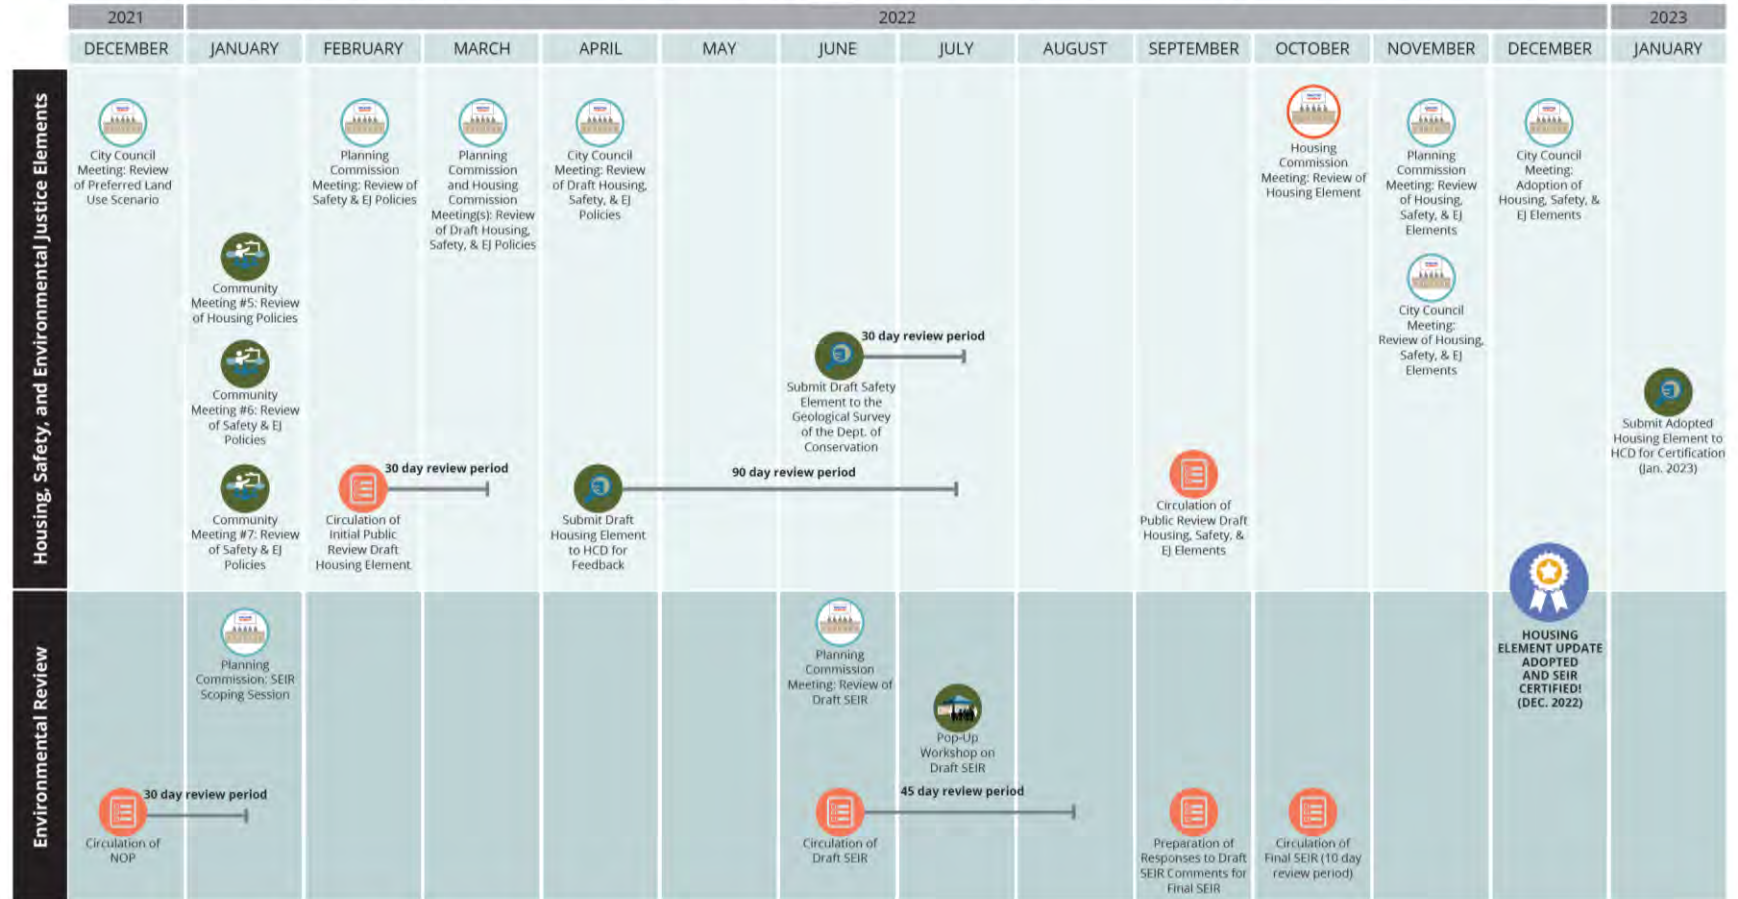 2021
2022
2023
DECEMBER
JANUARY
FEBRUARY
MARCH
APRIL
MAY
JUNE
JULY
AUGUST
SEPTEMBER
OCTOBER
NOVEMBER
DECEMBER
JANUARY
Housing, Safety, and Environmental Justice Elements
City Council
Meeting: Review
of Preferred Land
Use Scenario
Community
Meeting #5: Review
of Housing Policies
Community
Meeting #6: Review
of Safety & EJ
Policies
Community
Meeting #7: Review
of Safety & EJ
Policies
Planning
Commission
Meeting: Review of
Safety & EJ Policies
30 day review period
Circulation of
Initial Public
Review Draft
Housing Element
Planning
Commission
and Housing
Commission
Meeting(s): Review
of Draft Housing,
Safety, & EJ Policies
City Council
Meeting: Review
of Draft Housing,
Safety, & EJ
Policies
90 day review period
Submit Draft
Housing Element
to HCD for
Feedback
30 day review period
Submit Draft Safety
Element to the
Geological Survey
of the Dept. of
Conservation
Circulation of
Public Review Draft
Housing, Safety, &
EJ Elements
Housing
Commission
Meeting: Review of
Housing Element
Planning
Commission
Meeting: Review
of Housing,
Safety, & EJ
Elements
City Council
Meeting:
Review of Housing,
Safety, & EJ
Elements
City Council
Meeting:
Adoption of
Housing, Safety, &
EJ Elements
Submit Adopted
Housing Element to
HCD for Certification
(Jan. 2023)
HOUSING
ELEMENT UPDATE
ADOPTED
AND SEIR
CERTIFIED!
(DEC. 2022)
Environmental Review
30 day review period
Circulation of
NOP
Planning
Commission: SEIR
Scoping Session
Planning
Commission
Meeting: Review of
Draft SEIR
Pop-Up
Workshop on
Draft SEIR
45 day review period
Circulation of
Draft SEIR
Preparation of
Responses to Draft
SEIR Comments for
Final SEIR
Circulation of
Final SEIR (10 day
review period)